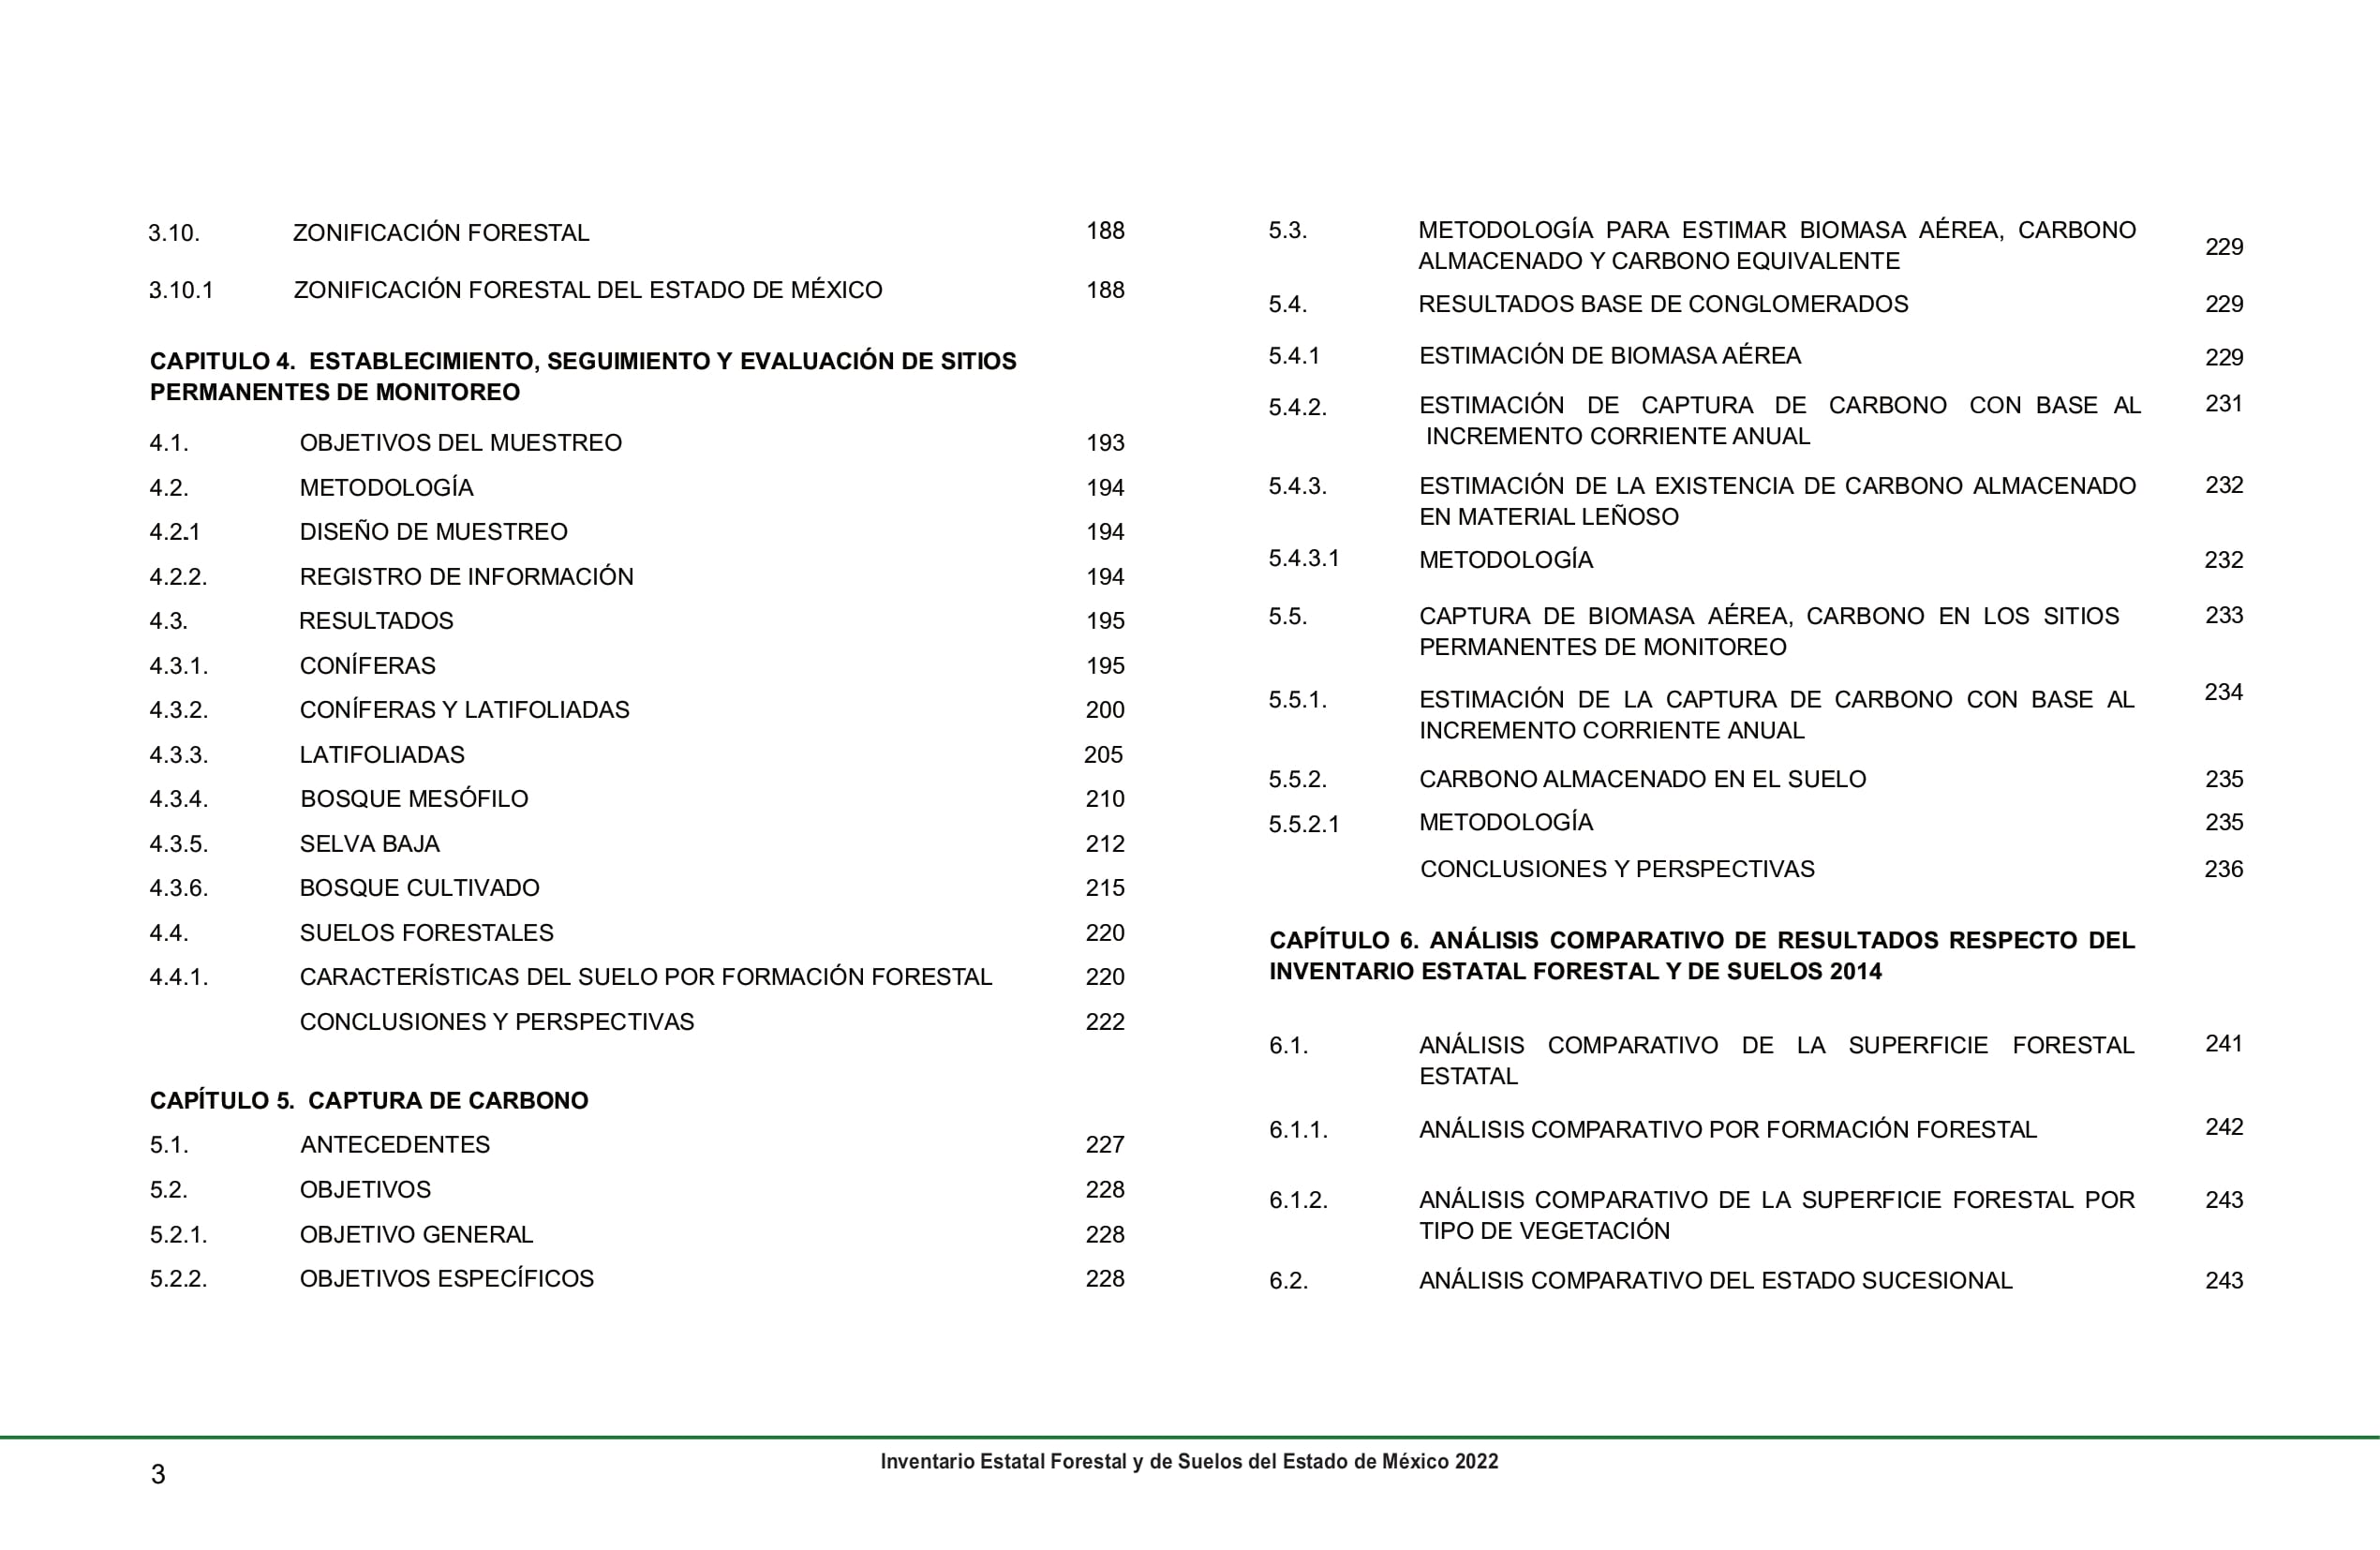 3.10. ZONIFICACIÓN FORESTAL 188
3.10.1 ZONIFICACIÓN FORESTAL DEL ESTADO DE MÉXICO 188
CAPITULO 4. ESTABLECIMIENTO, SEGUIMIENTO Y EVALUACIÓN DE SITIOS
PERMANENTES DE MONITOREO
4.1. OBJETIVOS DEL MUESTREO 193
4.2. METODOLOGÍA 194
4.2.1 DISEÑO DE MUESTREO 194
4.2.2. REGISTRO DE INFORMACIÓN 194
4.3. RESULTADOS 195
4.3.1. CONÍFERAS 195
4.3.2. CONÍFERAS Y LATIFOLIADAS 200
4.3.3. LATIFOLIADAS 205
4.3.4. BOSQUE MESÓFILO 210
4.3.5. SELVA BAJA 212
4.3.6. BOSQUE CULTIVADO 215
4.4. SUELOS FORESTALES 220
4.4.1. CARACTERÍSTICAS DEL SUELO POR FORMACIÓN FORESTAL 220
CONCLUSIONES Y PERSPECTIVAS 222
CAPÍTULO 5. CAPTURA DE CARBONO
5.1. ANTECEDENTES 227
5.2. OBJETIVOS 228
5.2.1. OBJETIVO GENERAL 228
5.2.2. OBJETIVOS ESPECÍFICOS 228
5.3. METODOLOGÍA PARA ESTIMAR BIOMASA AÉREA, CARBONO
ALMACENADO Y CARBONO EQUIVALENTE 229
5.4. RESULTADOS BASE DE CONGLOMERADOS 229
5.4.1 ESTIMACIÓN DE BIOMASA AÉREA 229
5.4.2. ESTIMACIÓN DE CAPTURA DE CARBONO CON BASE AL 231
INCREMENTO CORRIENTE ANUAL
5.4.3. ESTIMACIÓN DE LA EXISTENCIA DE CARBONO ALMACENADO 232
EN MATERIAL LEÑOSO
5.4.3.1 METODOLOGÍA 232
5.5. CAPTURA DE BIOMASA AÉREA, CARBONO EN LOS SITIOS 233
PERMANENTES DE MONITOREO
5.5.1. ESTIMACIÓN DE LA CAPTURA DE CARBONO CON BASE AL 234
INCREMENTO CORRIENTE ANUAL
5.5.2. CARBONO ALMACENADO EN EL SUELO 235
5.5.2.1 METODOLOGÍA 235
CONCLUSIONES Y PERSPECTIVAS 236
CAPÍTULO 6. ANÁLISIS COMPARATIVO DE RESULTADOS RESPECTO DEL
INVENTARIO ESTATAL FORESTAL Y DE SUELOS 2014
6.1. ANÁLISIS COMPARATIVO DE LA SUPERFICIE FORESTAL 241
ESTATAL
6.1.1. ANÁLISIS COMPARATIVO POR FORMACIÓN FORESTAL 242
6.1.2. ANÁLISIS COMPARATIVO DE LA SUPERFICIE FORESTAL POR 243
TIPO DE VEGETACIÓN
6.2. ANÁLISIS COMPARATIVO DEL ESTADO SUCESIONAL 243
Inventario Estatal Forestal y de Suelos del Estado de México 2022
3